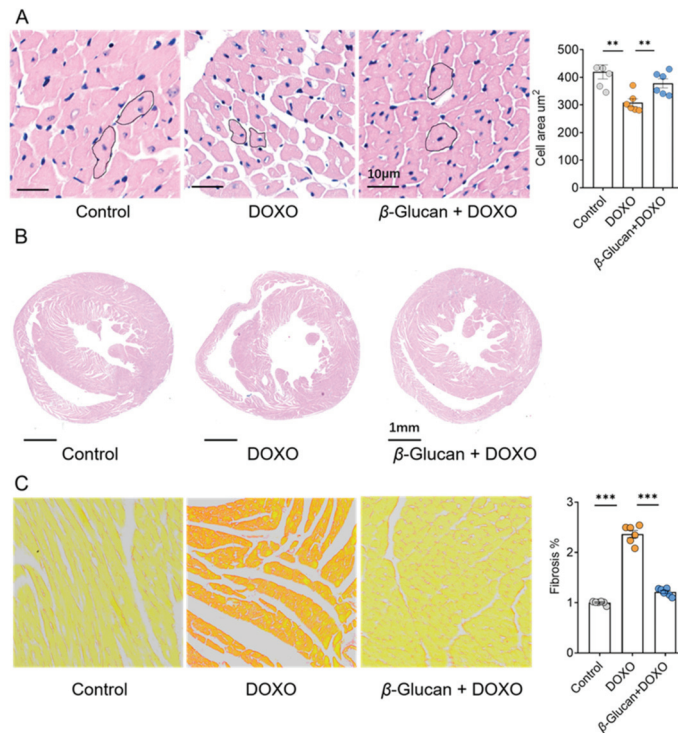 A
10μm
Control
DOXO
β-Glucan + DOXO
** **
Cell area um²
500
400
300
200
0
Control
DOXO
β-Glucan+DOXO
B
1mm
Control
DOXO
β-Glucan + DOXO
C
Control
DOXO
β-Glucan + DOXO
*** ***
Fibrosis %
3
2
1
0
Control
DOXO
β-Glucan+DOXO